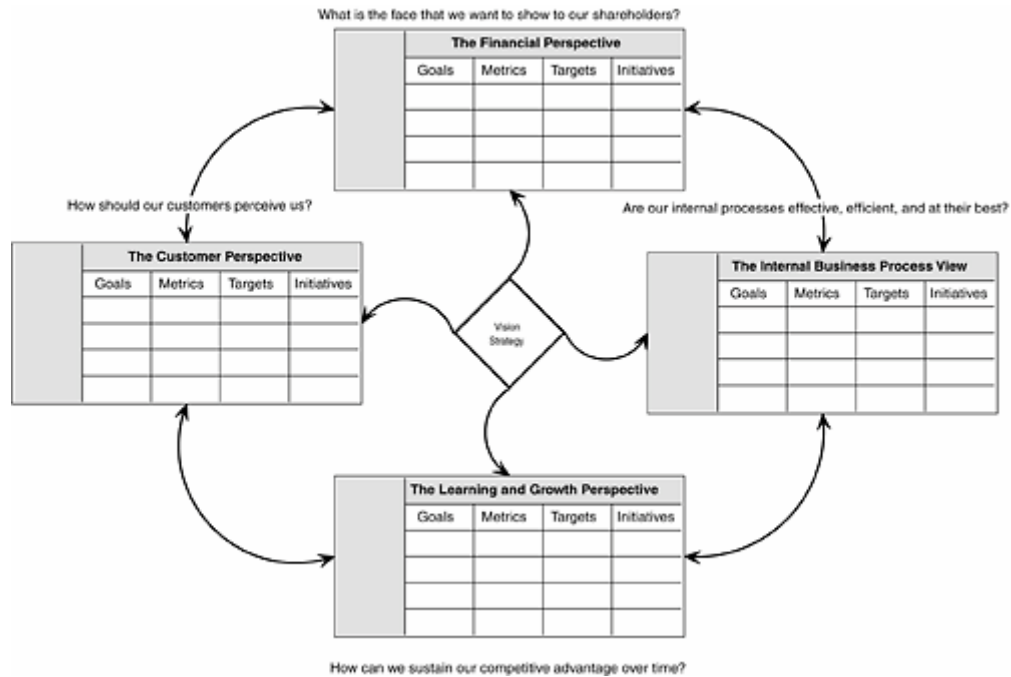 What is the face that we want to show to our shareholders?
The Financial Perspective
Goals Metrics Targets Initiatives
How should our customers perceive us?
Are our internal processes effective, efficient, and at their best?
The Customer Perspective
Goals Metrics Targets Initiatives
The Internal Business Process View
Goals Metrics Targets Initiatives
Vision
Strategy
The Learning and Growth Perspective
Goals Metrics Targets Initiatives
How can we sustain our competitive advantage over time?